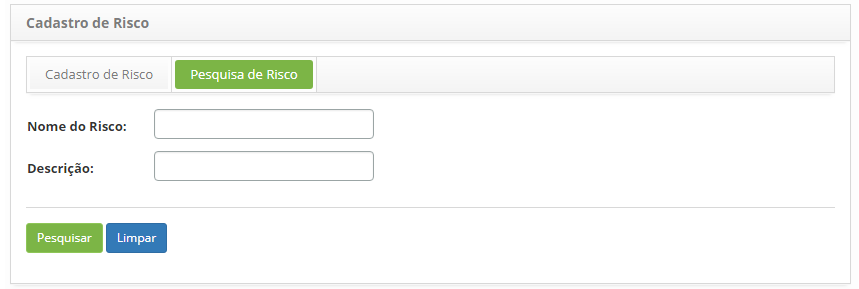 Cadastro de Risco
Cadastro de Risco Pesquisa de Risco
Nome do Risco:
Descrição:
Pesquisar Limpar